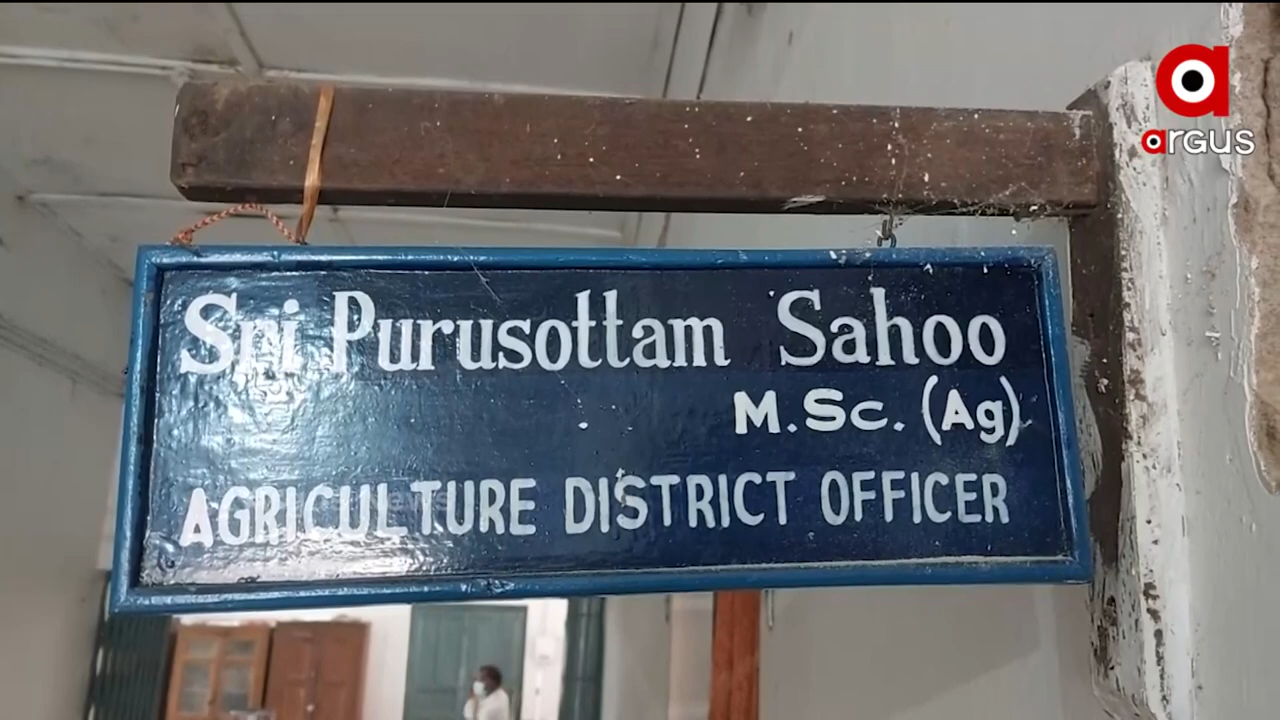 Sri Purusottam Sahoo
M.Sc. (Ag)
AGRICULTURE DISTRICT OFFICER
argus